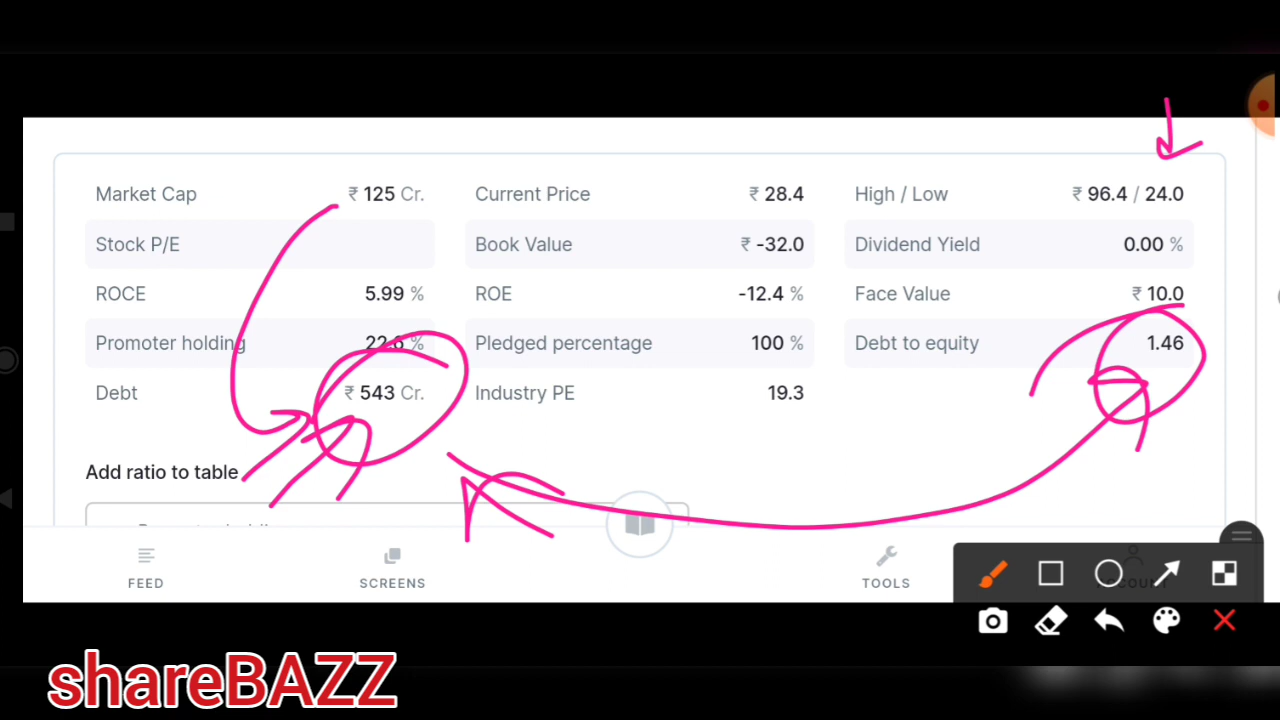 Market Cap ₹ 125 Cr. Current Price ₹ 28.4 High / Low ₹ 96.4 / 24.0
Stock P/E Book Value ₹ -32.0 Dividend Yield 0.00 %
ROCE 5.99 % ROE -12.4 % Face Value ₹ 10.0
Promoter holding 22.6 % Pledged percentage 100 % Debt to equity 1.46
Debt ₹ 543 Cr. Industry PE 19.3
Add ratio to table
FEED SCREENS TOOLS
shareBAZZ